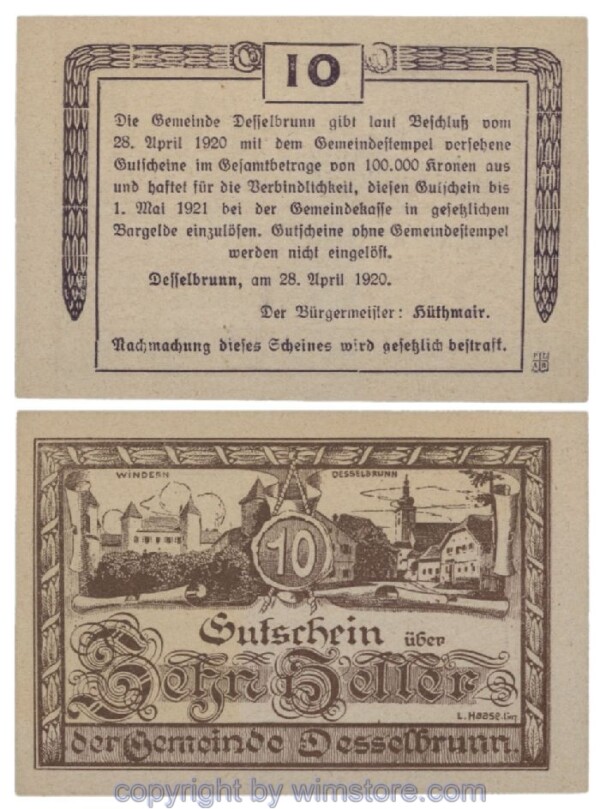 10
Die Gemeinde Desselbrunn gibt laut Beschluß vom
28. April 1920 mit dem Gemeindestempel versehene
Gutscheine im Gesamtbetrage von 100.000 Kronen aus
und haftet für die Verbindlichkeit, diesen Gutschein bis
1. Mai 1921 bei der Gemeindekasse in gesetzlichem
Bargelde einzulösen. Gutscheine ohne Gemeindestempel
werden nicht eingelöst.
Desselbrunn, am 28. April 1920.
Der Bürgermeister: Hüthmair.
Nachmachung dieses Scheines wird gesetzlich bestraft.
WINDERN
DESSELBRUNN
10
Gutschein über
Zehn Heller
L. Haase
der Gemeinde Desselbrunn.
copyright by wimstore.com